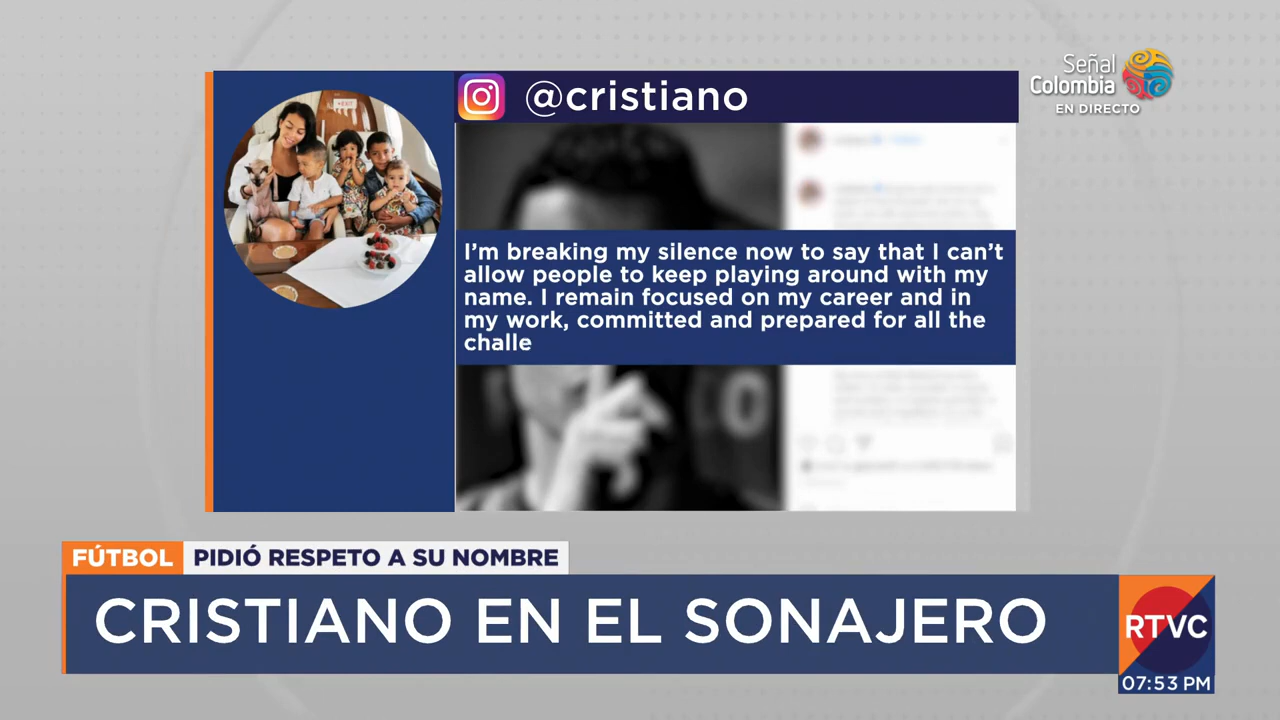 Señal
Colombia
EN DIRECTO
@cristiano
I’m breaking my silence now to say that I can’t
allow people to keep playing around with my
name. I remain focused on my career and in
my work, committed and prepared for all the
challe
FÚTBOL PIDIÓ RESPETO A SU NOMBRE
CRISTIANO EN EL SONAJERO
RTVC
07:53 PM